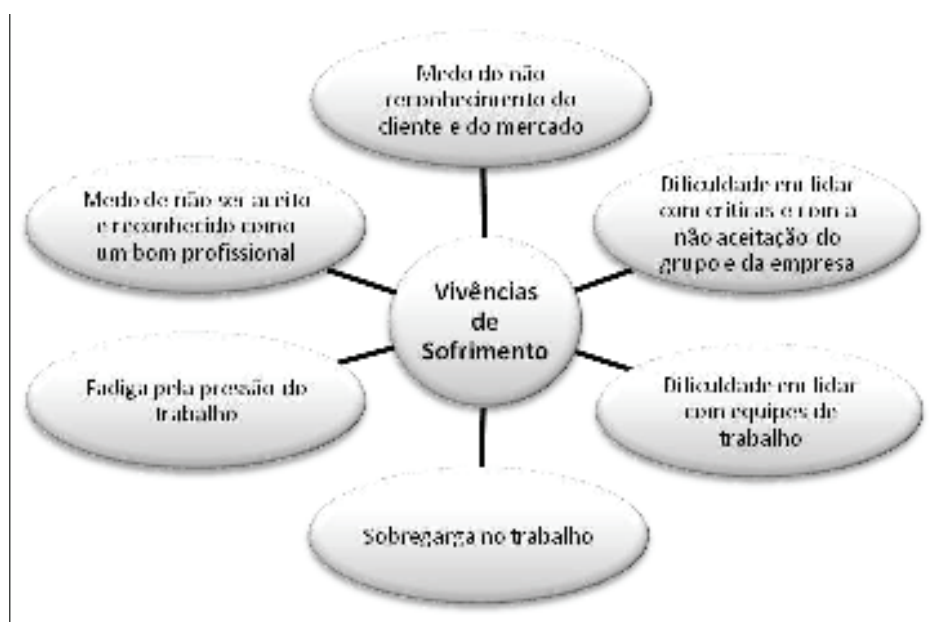 Medo do não
reconhecimento do
cliente e do mercado
Dificuldade em lidar
com críticas e com a
não aceitação do
grupo e da empresa
Dificuldade em lidar
com equipes de
trabalho
Sobregarga no trabalho
Fadiga pela pressão do
trabalho
Medo de não ser aceito
e reconhecido como
um bom profissional
Vivências
de
Sofrimento